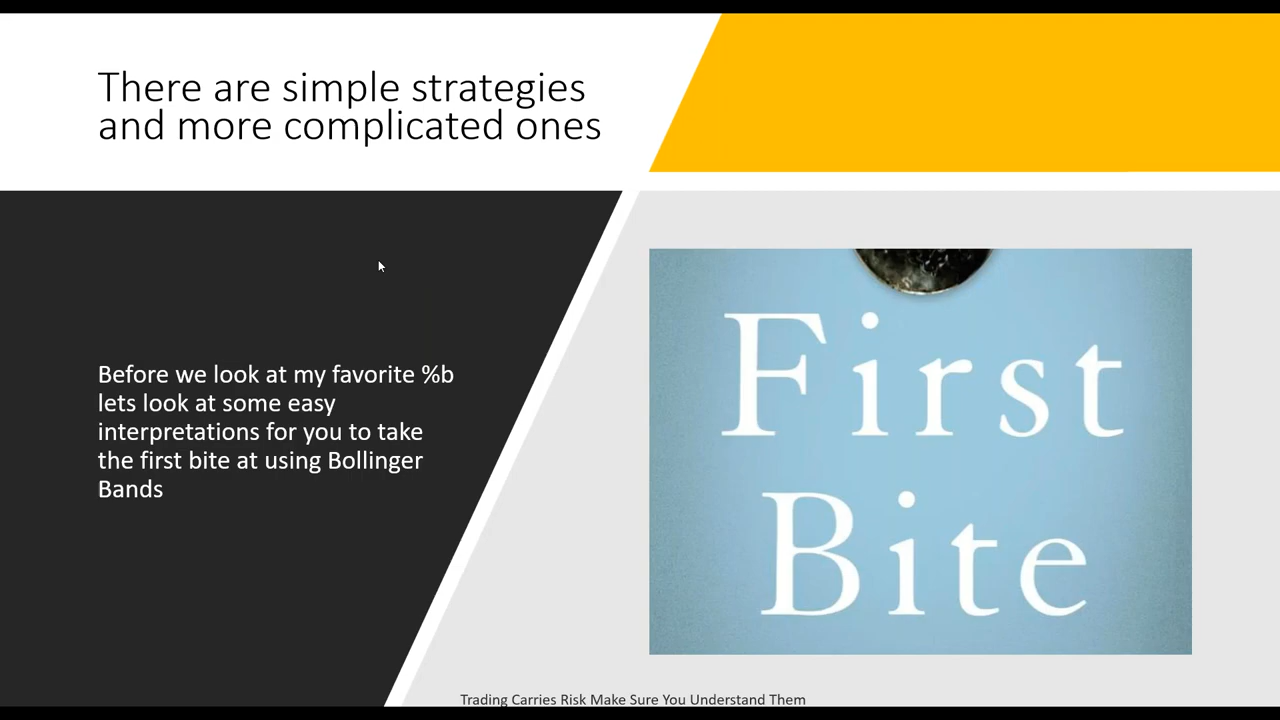 There are simple strategies
and more complicated ones
Before we look at my favorite %b
lets look at some easy
interpretations for you to take
the first bite at using Bollinger
Bands
First
Bite
Trading Carries Risk Make Sure You Understand Them